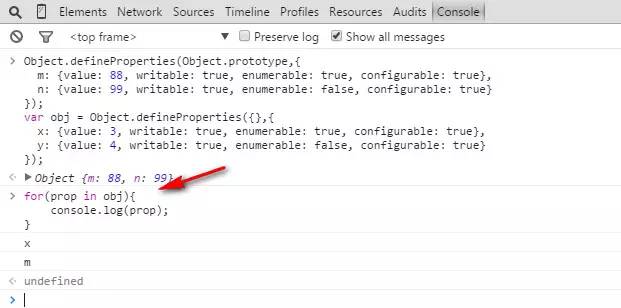 Elements Network Sources Timeline Profiles Resources Audits Console
<top frame> Preserve log Show all messages
Object.defineProperties(Object.prototype,{
m: {value: 88, writable: true, enumerable: true, configurable: true},
n: {value: 99, writable: true, enumerable: false, configurable: true}
});
var obj = Object.defineProperties({},{
x: {value: 3, writable: true, enumerable: true, configurable: true},
y: {value: 4, writable: true, enumerable: false, configurable: true}
});
Object {m: 88, n: 99}
for(prop in obj){
console.log(prop);
}
x
m
undefined